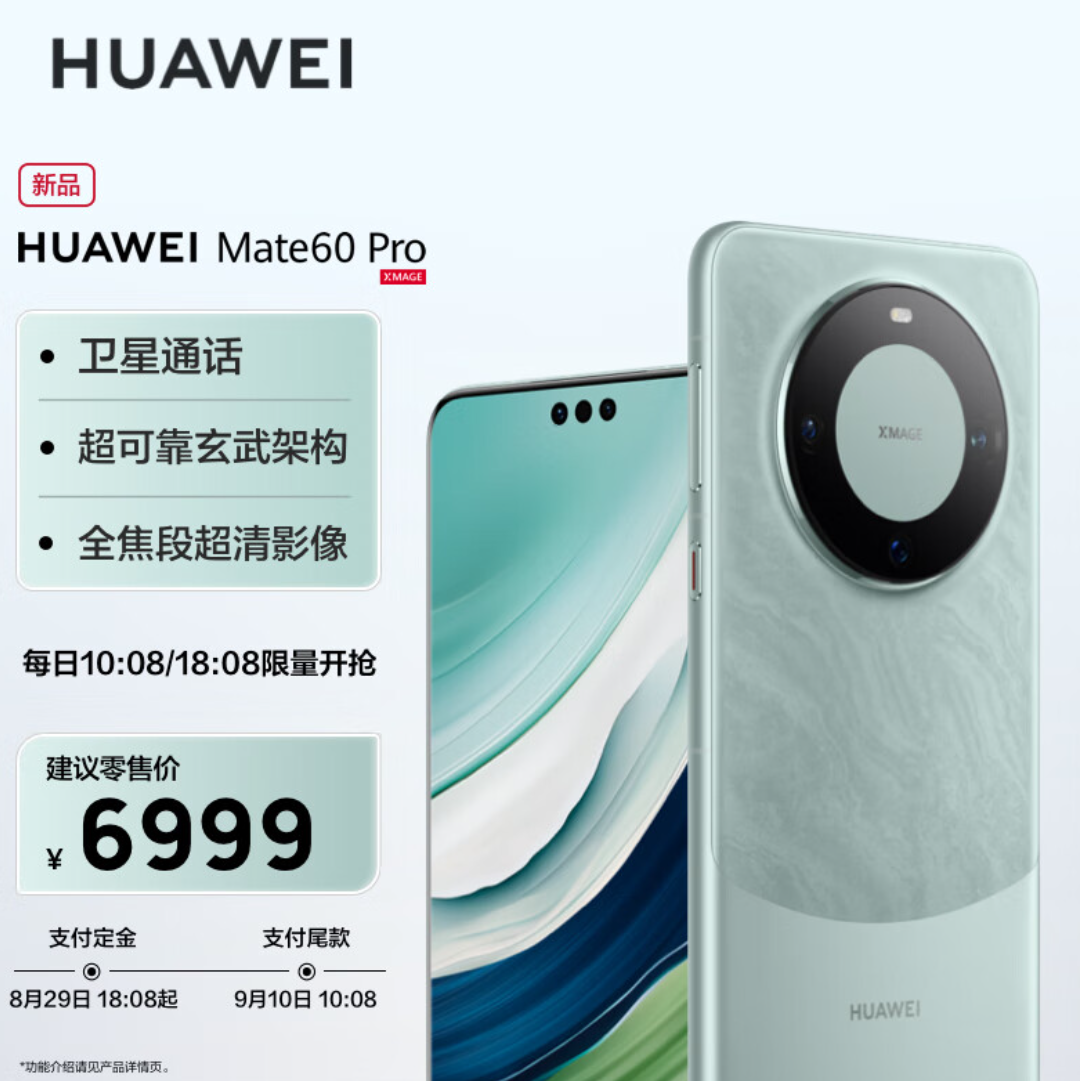 HUAWEI
新品
HUAWEI Mate60 Pro
XMAGE
• 卫星通话
• 超可靠玄武架构
• 全焦段超清影像
XMAGE
每日10:08/18:08限量开抢
建议零售价
¥ 6999
支付定金 支付尾款
8月29日 18:08起 9月10日 10:08
HUAWEI
*功能介绍请见产品详情页。